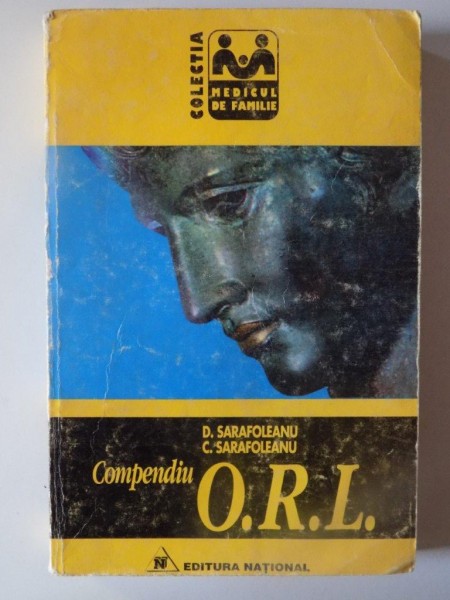 COLECTIA
MEDICUL
DE FAMILIE
D. SARAFOLEANU
C. SARAFOLEANU
Compendiu
O.R.L.
N EDITURA NAȚIONAL